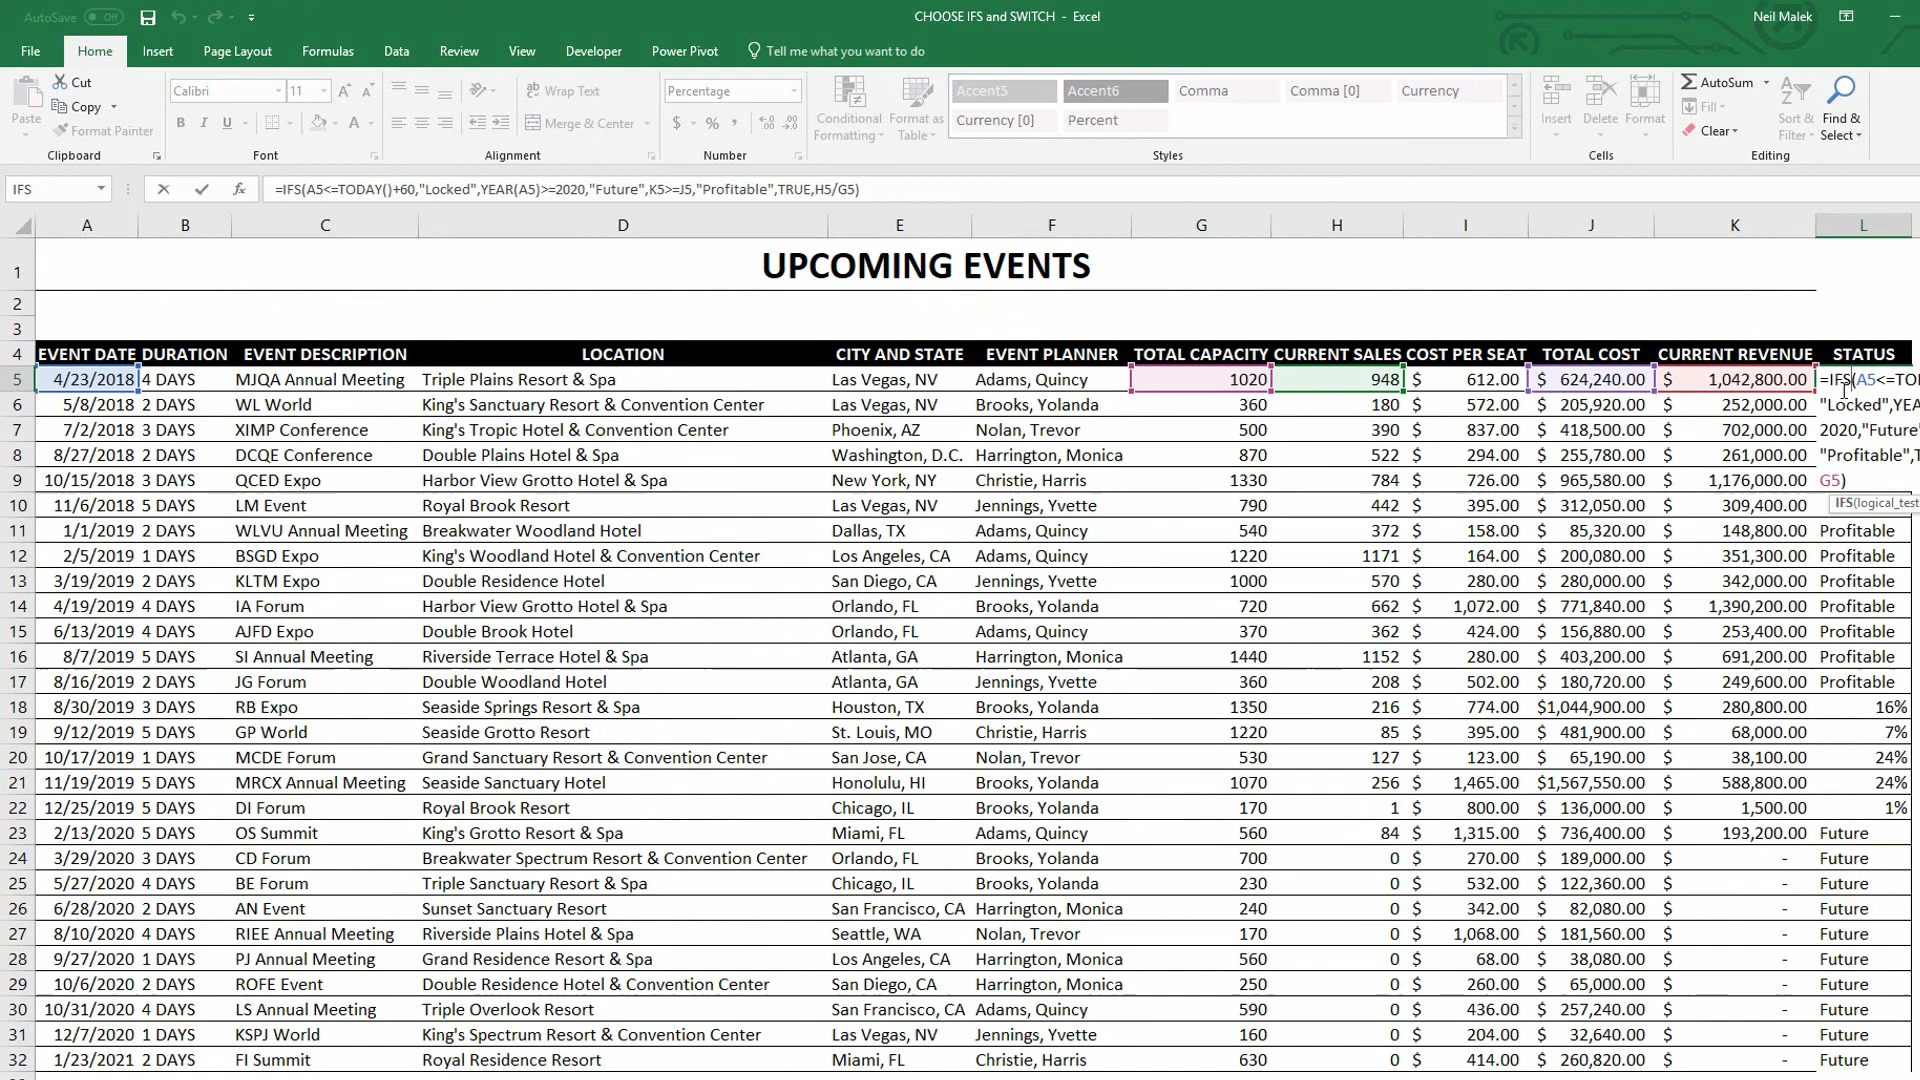 AutoSave Off CHOOSE IFS and SWITCH - Excel Neil Malek
File Home Insert Page Layout Formulas Data Review View Developer Power Pivot Tell me what you want to do
Paste Cut Copy Format Painter Clipboard
Calibri 11 B I U A Font
Wrap Text Merge & Center Alignment
Percentage $ % , Number
Conditional Formatting Format as Table Accent5 Accent6 Comma Comma [0] Currency Currency [0] Percent Styles
Insert Delete Format Cells
AutoSum Fill Clear Sort & Filter Find & Select Editing
IFS fx =IFS(A5<=TODAY()+60,"Locked",YEAR(A5)>=2020,"Future",K5>=J5,"Profitable",TRUE,H5/G5)
A B C D E F G H I J K L
1 UPCOMING EVENTS
2
3
4 EVENT DATE DURATION EVENT DESCRIPTION LOCATION CITY AND STATE EVENT PLANNER TOTAL CAPACITY CURRENT SALES COST PER SEAT TOTAL COST CURRENT REVENUE STATUS
5 4/23/2018 4 DAYS MJQA Annual Meeting Triple Plains Resort & Spa Las Vegas, NV Adams, Quincy 1020 948 $ 612.00 $ 624,240.00 $ 1,042,800.00 =IFS(A5<=TO
6 5/8/2018 2 DAYS WL World King's Sanctuary Resort & Convention Center Las Vegas, NV Brooks, Yolanda 360 180 $ 572.00 $ 205,920.00 $ 252,000.00 "Locked",YEA
7 7/2/2018 3 DAYS XIMP Conference King's Tropic Hotel & Convention Center Phoenix, AZ Nolan, Trevor 500 390 $ 837.00 $ 418,500.00 $ 702,000.00 2020,"Future"
8 8/27/2018 2 DAYS DCQE Conference Double Plains Hotel & Spa Washington, D.C. Harrington, Monica 870 522 $ 294.00 $ 255,780.00 $ 261,000.00 "Profitable",T
9 10/15/2018 3 DAYS QCED Expo Harbor View Grotto Hotel & Spa New York, NY Christie, Harris 1330 784 $ 726.00 $ 965,580.00 $ 1,176,000.00 G5)
10 11/6/2018 5 DAYS LM Event Royal Brook Resort Las Vegas, NV Jennings, Yvette 790 442 $ 395.00 $ 312,050.00 $ 309,400.00 IFS(logical_test
11 1/1/2019 2 DAYS WLVU Annual Meeting Breakwater Woodland Hotel Dallas, TX Adams, Quincy 540 372 $ 158.00 $ 85,320.00 $ 148,800.00 Profitable
12 2/5/2019 1 DAYS BSGD Expo King's Woodland Hotel & Convention Center Los Angeles, CA Adams, Quincy 1220 1171 $ 164.00 $ 200,080.00 $ 351,300.00 Profitable
13 3/19/2019 2 DAYS KLTM Expo Double Residence Hotel San Diego, CA Jennings, Yvette 1000 570 $ 280.00 $ 280,000.00 $ 342,000.00 Profitable
14 4/19/2019 4 DAYS IA Forum Harbor View Grotto Hotel & Spa Orlando, FL Brooks, Yolanda 720 662 $ 1,072.00 $ 771,840.00 $ 1,390,200.00 Profitable
15 6/13/2019 4 DAYS AJFD Expo Double Brook Hotel Orlando, FL Adams, Quincy 370 362 $ 424.00 $ 156,880.00 $ 253,400.00 Profitable
16 8/7/2019 5 DAYS SI Annual Meeting Riverside Terrace Hotel & Spa Atlanta, GA Harrington, Monica 1440 1152 $ 280.00 $ 403,200.00 $ 691,200.00 Profitable
17 8/16/2019 2 DAYS JG Forum Double Woodland Hotel Atlanta, GA Jennings, Yvette 360 208 $ 502.00 $ 180,720.00 $ 249,600.00 Profitable
18 8/30/2019 3 DAYS RB Expo Seaside Springs Resort & Spa Houston, TX Brooks, Yolanda 1350 216 $ 774.00 $1,044,900.00 $ 280,800.00 16%
19 9/12/2019 5 DAYS GP World Seaside Grotto Resort St. Louis, MO Christie, Harris 1220 85 $ 395.00 $ 481,900.00 $ 68,000.00 7%
20 10/17/2019 1 DAYS MCDE Forum Grand Sanctuary Resort & Convention Center San Jose, CA Nolan, Trevor 530 127 $ 123.00 $ 65,190.00 $ 38,100.00 24%
21 11/19/2019 5 DAYS MRCX Annual Meeting Seaside Sanctuary Hotel Honolulu, HI Brooks, Yolanda 1070 256 $ 1,465.00 $1,567,550.00 $ 588,800.00 24%
22 12/25/2019 5 DAYS DI Forum Royal Brook Resort Chicago, IL Brooks, Yolanda 170 1 $ 800.00 $ 136,000.00 $ 1,500.00 1%
23 2/13/2020 5 DAYS OS Summit King's Grotto Resort & Spa Miami, FL Adams, Quincy 560 84 $ 1,315.00 $ 736,400.00 $ 193,200.00 Future
24 3/29/2020 3 DAYS CD Forum Breakwater Spectrum Resort & Convention Center Orlando, FL Brooks, Yolanda 700 0 $ 270.00 $ 189,000.00 $ - Future
25 5/27/2020 4 DAYS BE Forum Triple Sanctuary Resort & Spa Chicago, IL Brooks, Yolanda 230 0 $ 532.00 $ 122,360.00 $ - Future
26 6/28/2020 2 DAYS AN Event Sunset Sanctuary Resort San Francisco, CA Harrington, Monica 240 0 $ 342.00 $ 82,080.00 $ - Future
27 8/10/2020 4 DAYS RIEE Annual Meeting Riverside Plains Hotel & Spa Seattle, WA Nolan, Trevor 170 0 $ 1,068.00 $ 181,560.00 $ - Future
28 9/27/2020 1 DAYS PJ Annual Meeting Grand Residence Resort & Spa Los Angeles, CA Harrington, Monica 560 0 $ 68.00 $ 38,080.00 $ - Future
29 10/6/2020 2 DAYS ROFE Event Double Residence Hotel & Convention Center San Diego, CA Harrington, Monica 250 0 $ 260.00 $ 65,000.00 $ - Future
30 10/31/2020 4 DAYS LS Annual Meeting Triple Overlook Resort San Francisco, CA Adams, Quincy 590 0 $ 436.00 $ 257,240.00 $ - Future
31 12/7/2020 1 DAYS KSPJ World King's Spectrum Resort & Convention Center Las Vegas, NV Jennings, Yvette 160 0 $ 204.00 $ 32,640.00 $ - Future
32 1/23/2021 2 DAYS FI Summit Royal Residence Resort Miami, FL Christie, Harris 630 0 $ 414.00 $ 260,820.00 $ - Future